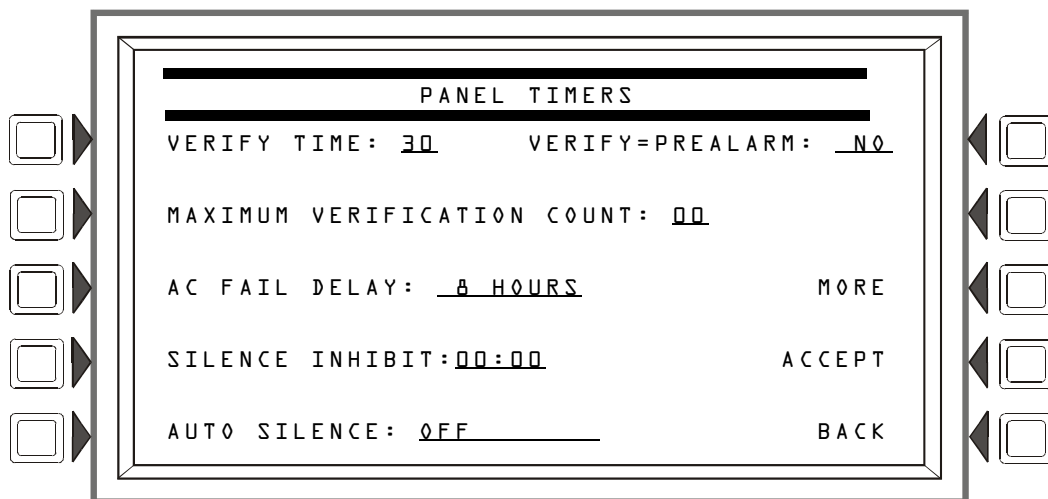 PANEL TIMERS
VERIFY TIME: 30 VERIFY=PREALARM: NO
MAXIMUM VERIFICATION COUNT: 00
AC FAIL DELAY: 8 HOURS MORE
SILENCE INHIBIT:00:00 ACCEPT
AUTO SILENCE: OFF BACK